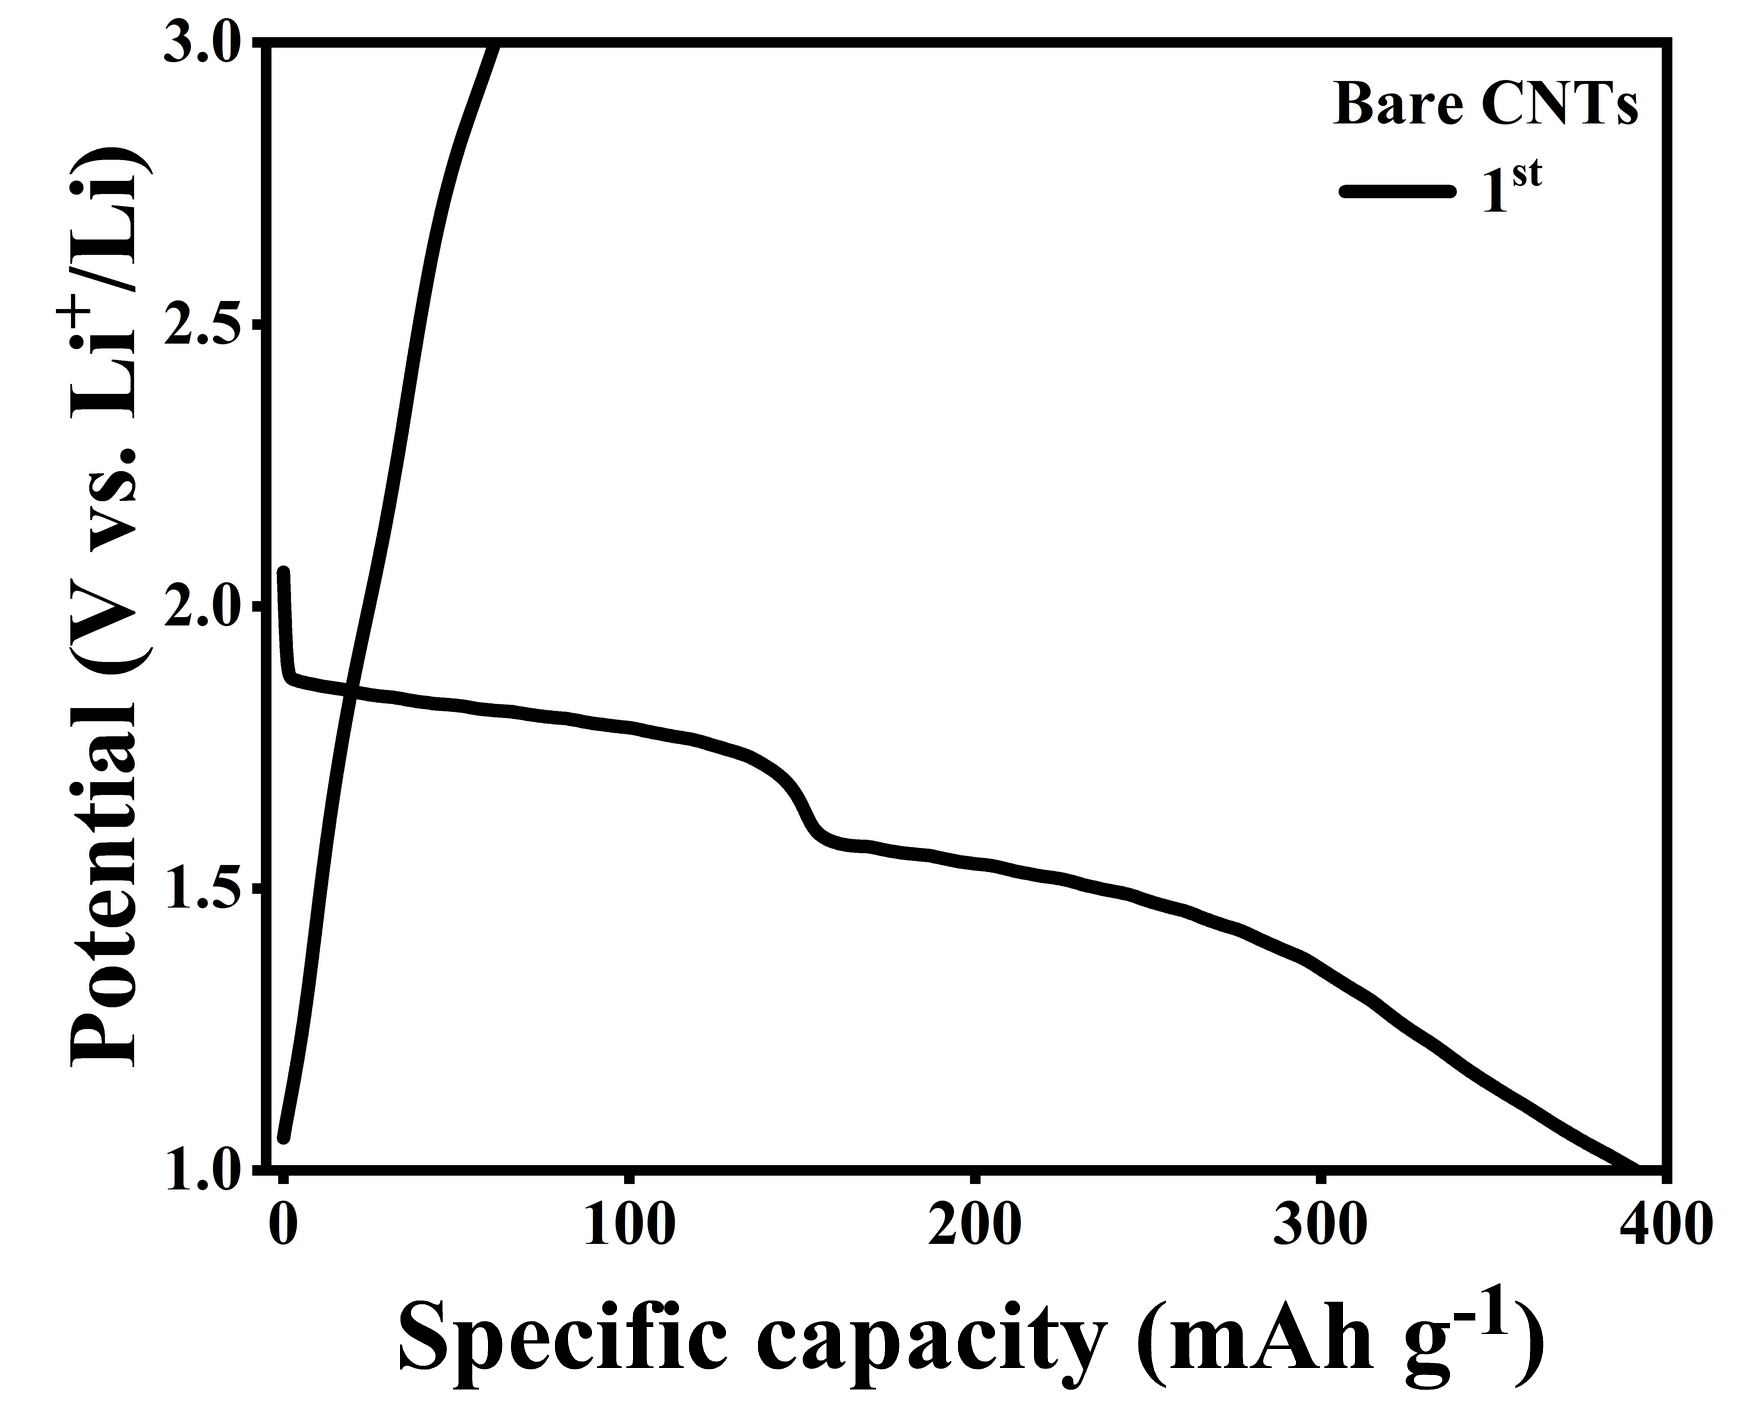 Potential (V vs. Li⁺/Li)
3.0
2.5
2.0
1.5
1.0
Bare CNTs
1ˢᵗ
0 100 200 300 400
Specific capacity (mAh g⁻¹)